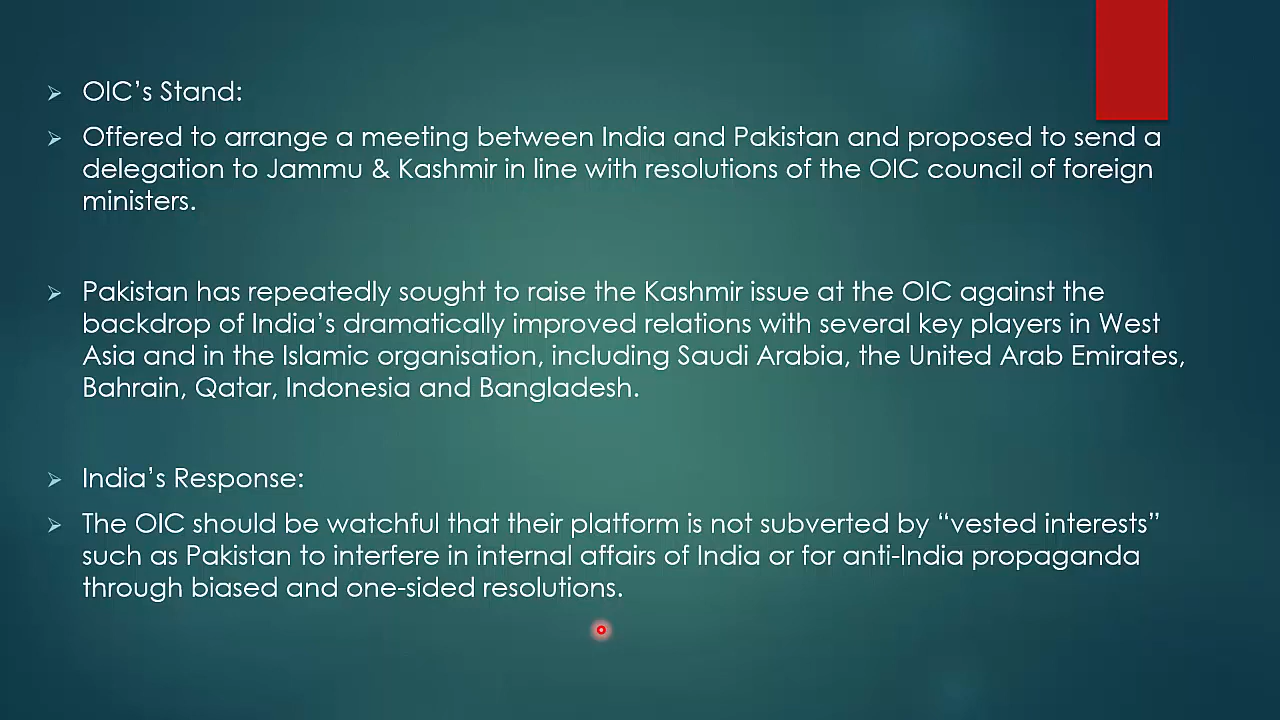 OIC’s Stand:
Offered to arrange a meeting between India and Pakistan and proposed to send a
delegation to Jammu & Kashmir in line with resolutions of the OIC council of foreign
ministers.
Pakistan has repeatedly sought to raise the Kashmir issue at the OIC against the
backdrop of India’s dramatically improved relations with several key players in West
Asia and in the Islamic organisation, including Saudi Arabia, the United Arab Emirates,
Bahrain, Qatar, Indonesia and Bangladesh.
India’s Response:
The OIC should be watchful that their platform is not subverted by “vested interests”
such as Pakistan to interfere in internal affairs of India or for anti-India propaganda
through biased and one-sided resolutions.